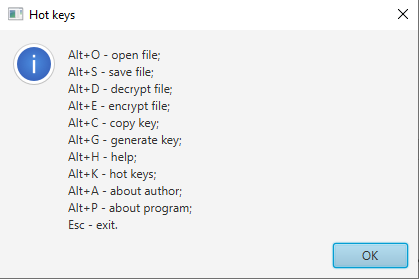 Hot keys
Alt+O - open file;
Alt+S - save file;
Alt+D - decrypt file;
Alt+E - encrypt file;
Alt+C - copy key;
Alt+G - generate key;
Alt+H - help;
Alt+K - hot keys;
Alt+A - about author;
Alt+P - about program;
Esc - exit.
OK